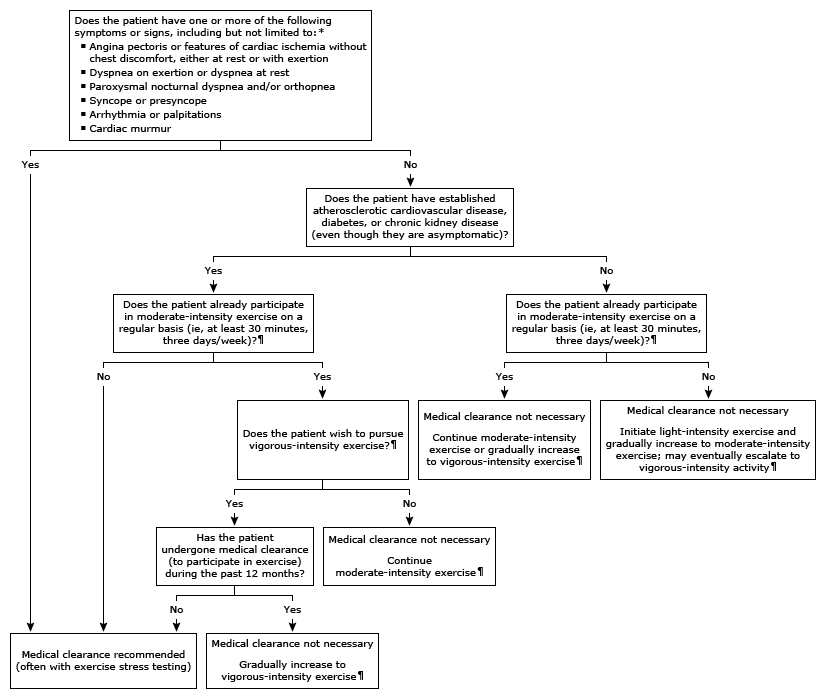 Does the patient have one or more of the following
symptoms or signs, including but not limited to:*
▪ Angina pectoris or features of cardiac ischemia without
chest discomfort, either at rest or with exertion
▪ Dyspnea on exertion or dyspnea at rest
▪ Paroxysmal nocturnal dyspnea and/or orthopnea
▪ Syncope or presyncope
▪ Arrhythmia or palpitations
▪ Cardiac murmur
Yes
No
Does the patient have established
atherosclerotic cardiovascular disease,
diabetes, or chronic kidney disease
(even though they are asymptomatic)?
Yes
No
Does the patient already participate
in moderate-intensity exercise on a
regular basis (ie, at least 30 minutes,
three days/week)?¶
Does the patient already participate
in moderate-intensity exercise on a
regular basis (ie, at least 30 minutes,
three days/week)?¶
No
Yes
Yes
No
Does the patient wish to pursue
vigorous-intensity exercise?¶
Medical clearance not necessary
Continue moderate-intensity
exercise or gradually increase
to vigorous-intensity exercise¶
Medical clearance not necessary
Initiate light-intensity exercise and
gradually increase to moderate-intensity
exercise; may eventually escalate to
vigorous-intensity activity¶
Yes
No
Has the patient
undergone medical clearance
(to participate in exercise)
during the past 12 months?
Medical clearance not necessary
Continue
moderate-intensity exercise¶
No
Yes
Medical clearance recommended
(often with exercise stress testing)
Medical clearance not necessary
Gradually increase to
vigorous-intensity exercise¶